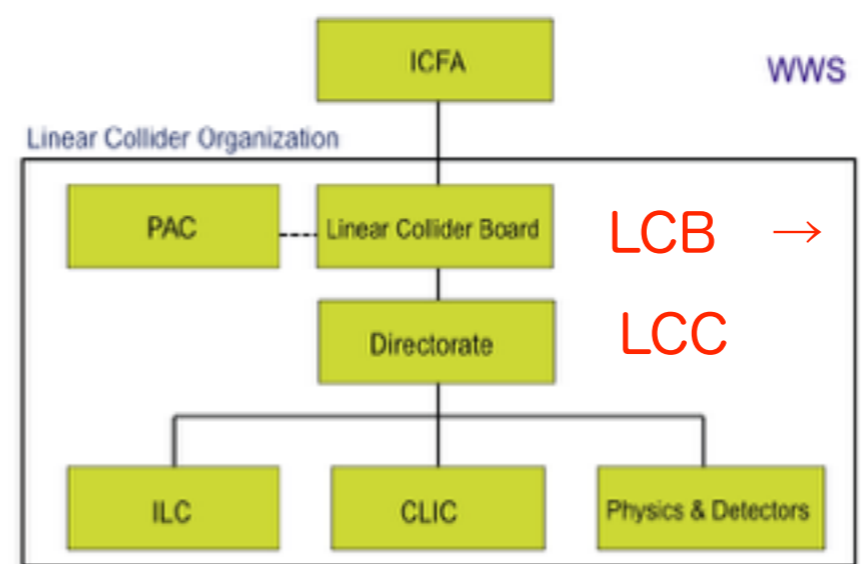 ICFA
WWS
Linear Collider Organization
PAC
Linear Collider Board
LCB →
Directorate
LCC
ILC
CLIC
Physics & Detectors